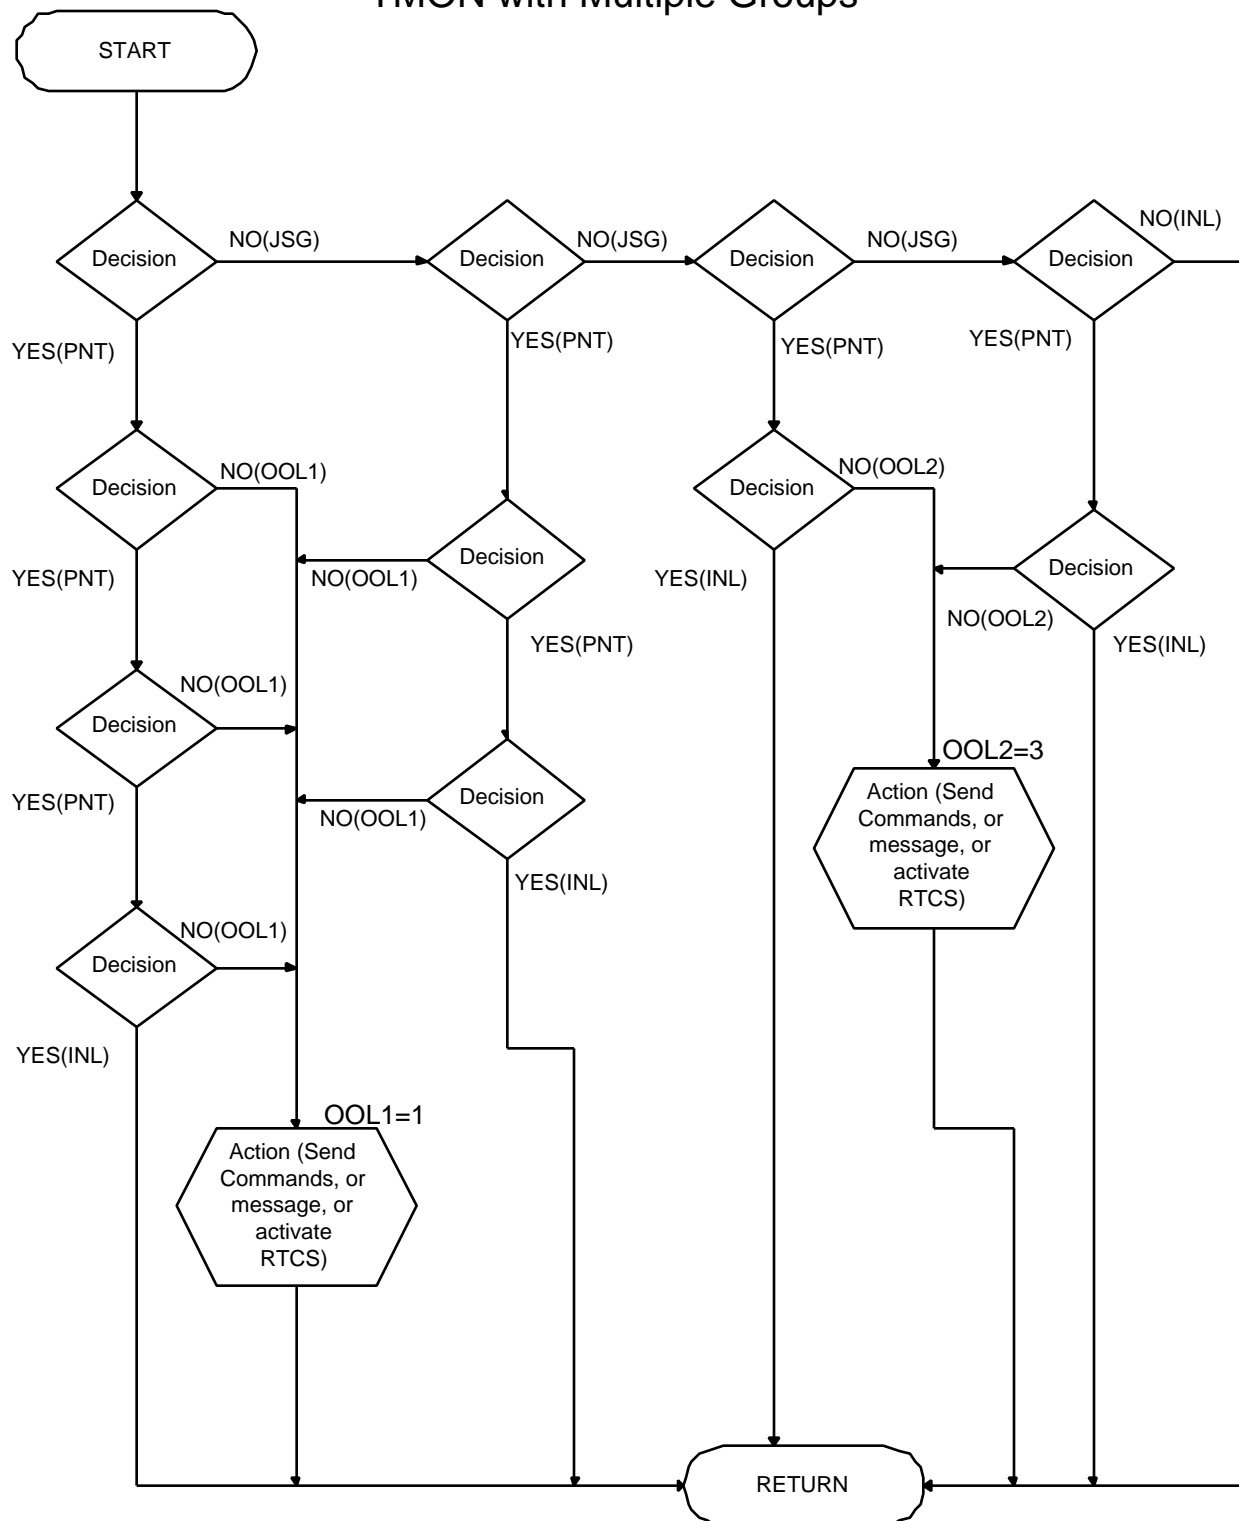 TMON with Multiple Groups
START
NO(INL)
NO(JSG)
NO(JSG)
NO(JSG)
Decision
Decision
Decision
Decision
YES(PNT)
YES(PNT)
YES(PNT)
YES(PNT)
NO(OOL1)
NO(OOL2)
Decision
Decision
Decision
Decision
YES(PNT)
NO(OOL1)
YES(INL)
NO(OOL2)
YES(PNT)
YES(INL)
NO(OOL1)
Decision
OOL2=3
Decision
YES(PNT)
NO(OOL1)
Action (Send
Commands, or
message, or
activate
RTCS)
YES(INL)
NO(OOL1)
Decision
YES(INL)
OOL1=1
Action (Send
Commands, or
message, or
activate
RTCS)
RETURN